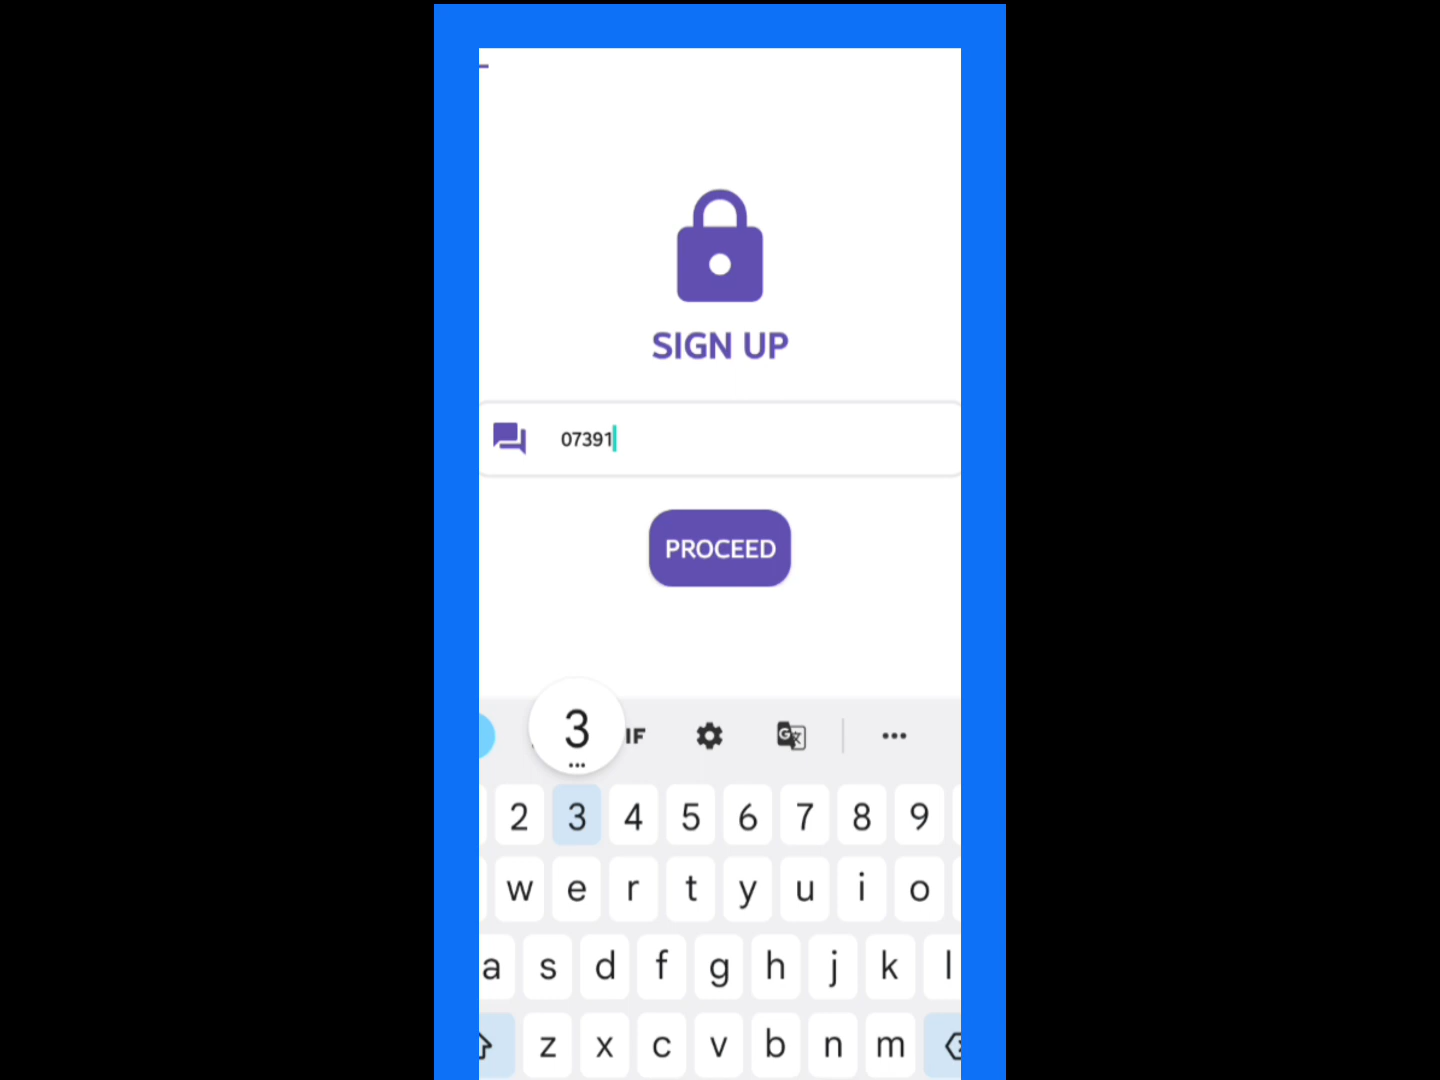 SIGN UP
07391
PROCEED
3
IF
2 3 4 5 6 7 8 9
w e r t y u i o
a s d f g h j k l
z x c v b n m